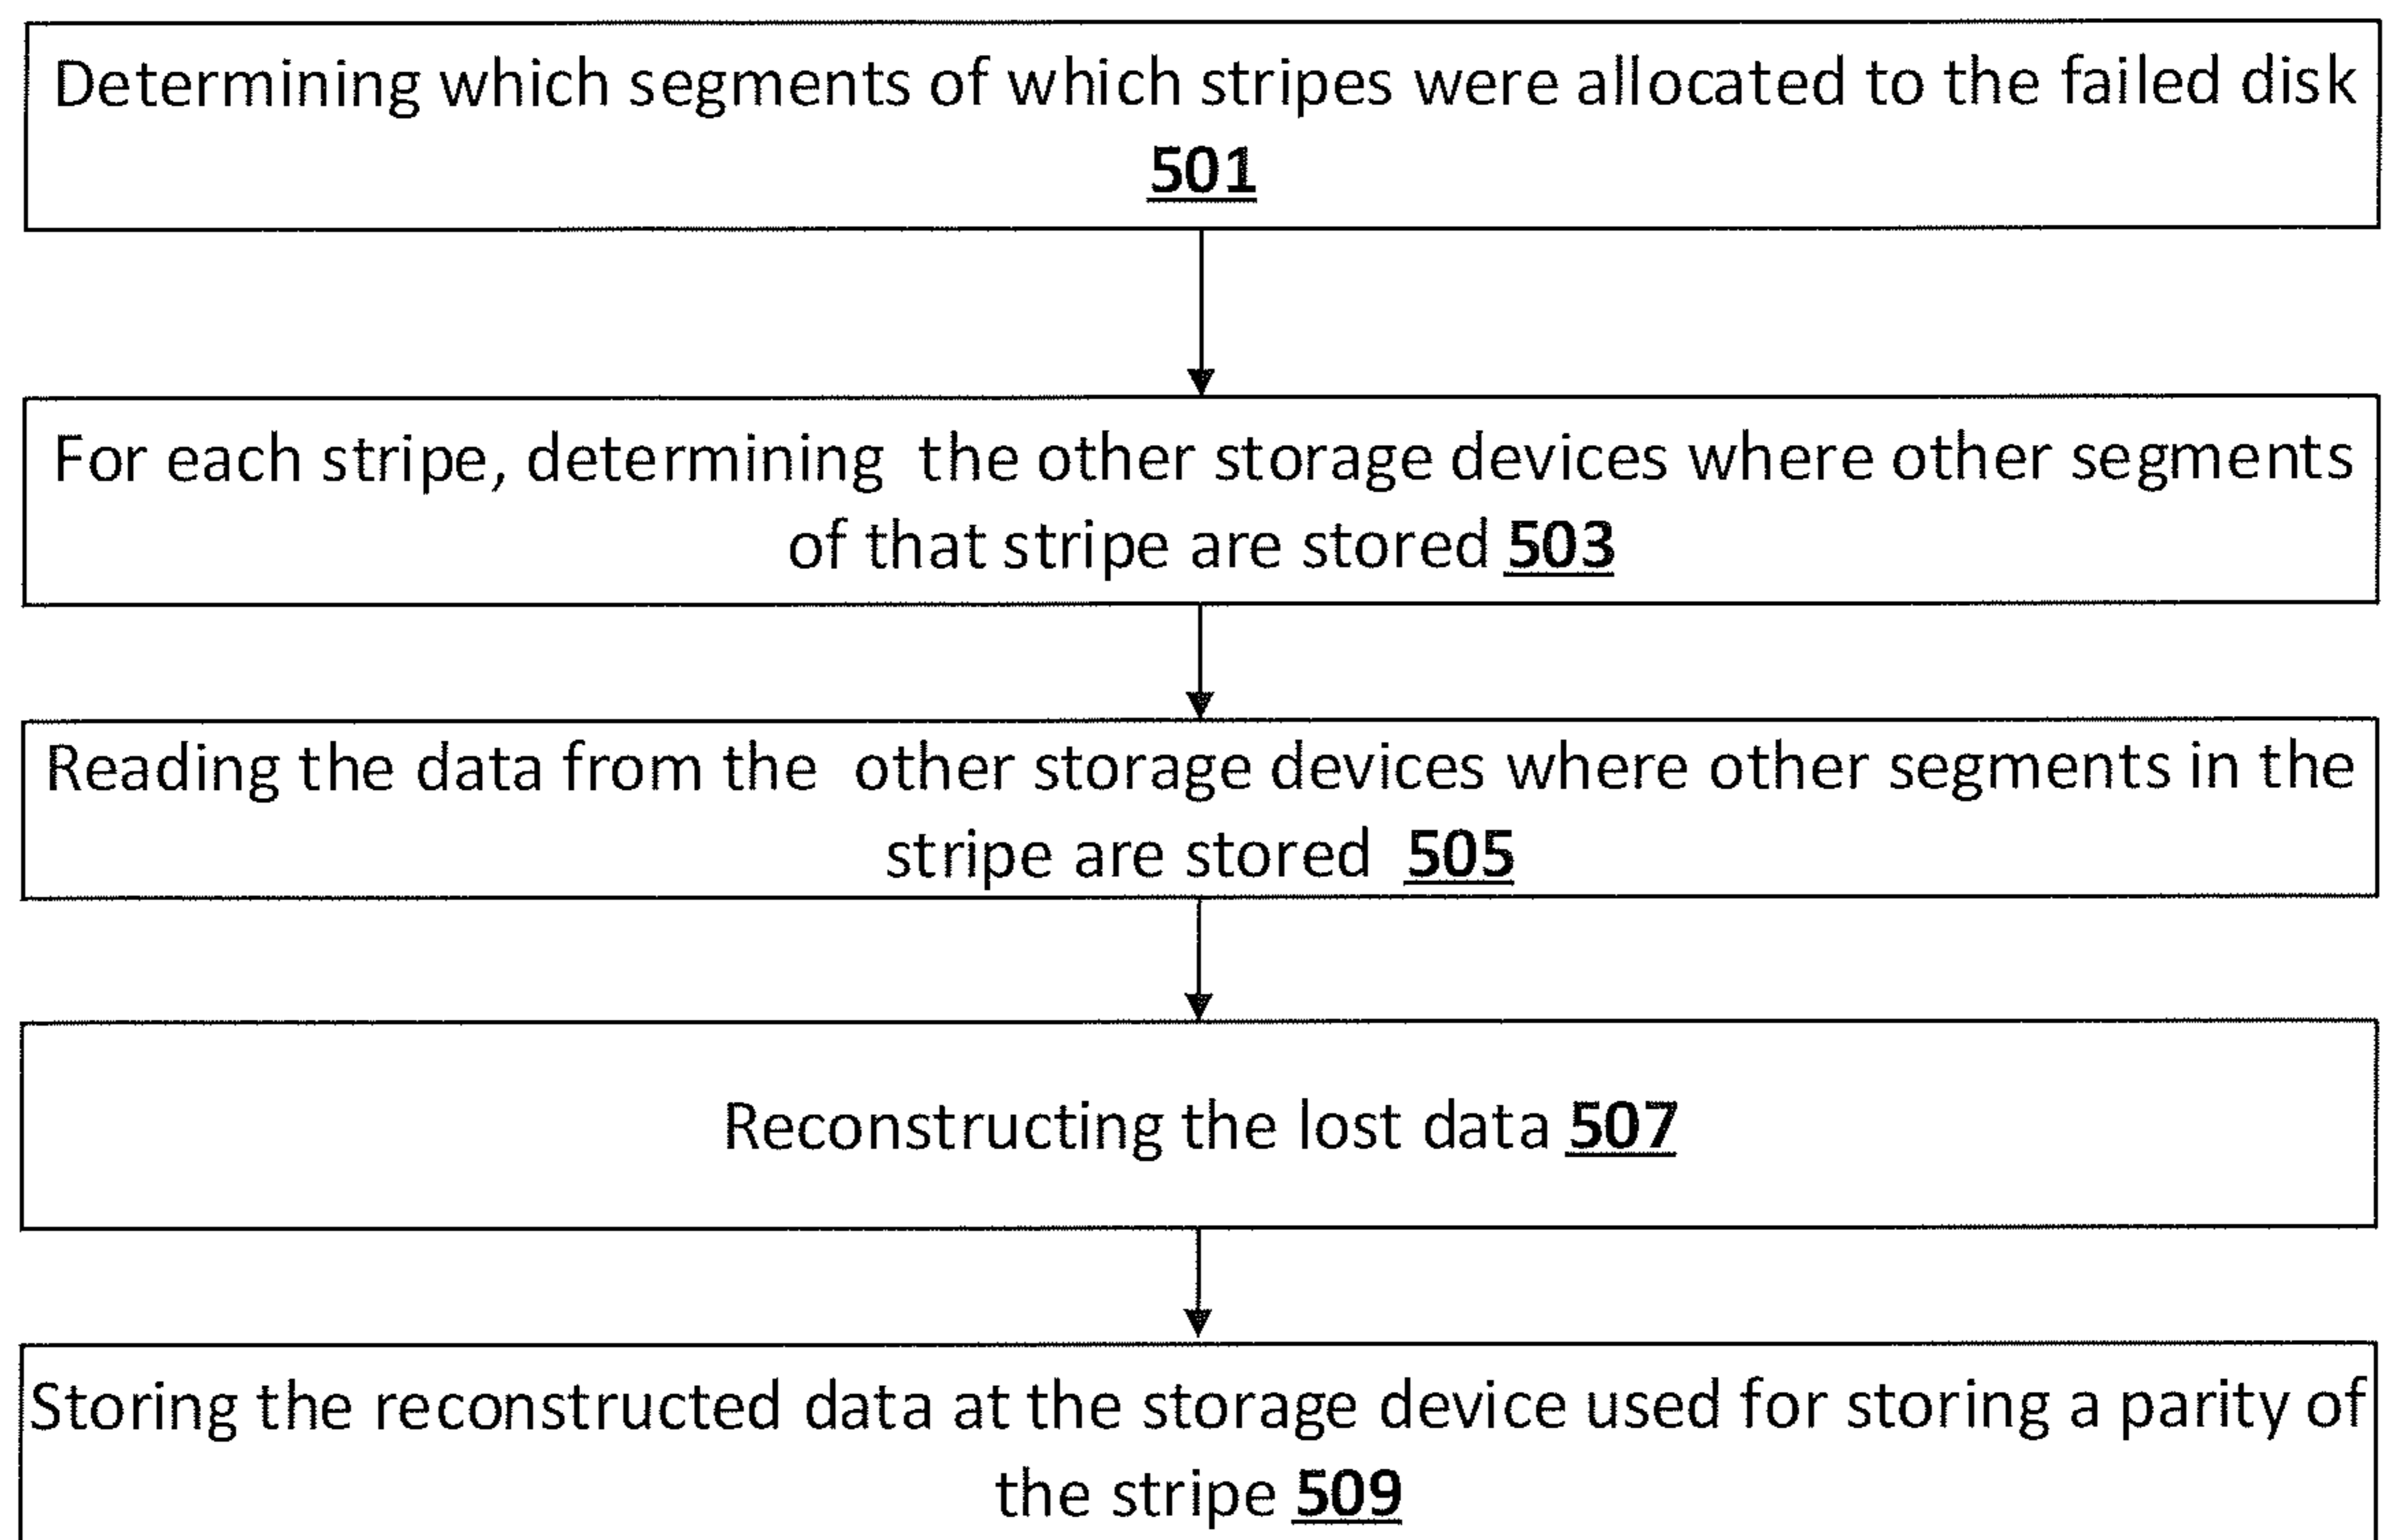 Determining which segments of which stripes were allocated to the failed disk
501
For each stripe, determining the other storage devices where other segments
of that stripe are stored 503
Reading the data from the other storage devices where other segments in the
stripe are stored 505
Reconstructing the lost data 507
Storing the reconstructed data at the storage device used for storing a parity of
the stripe 509